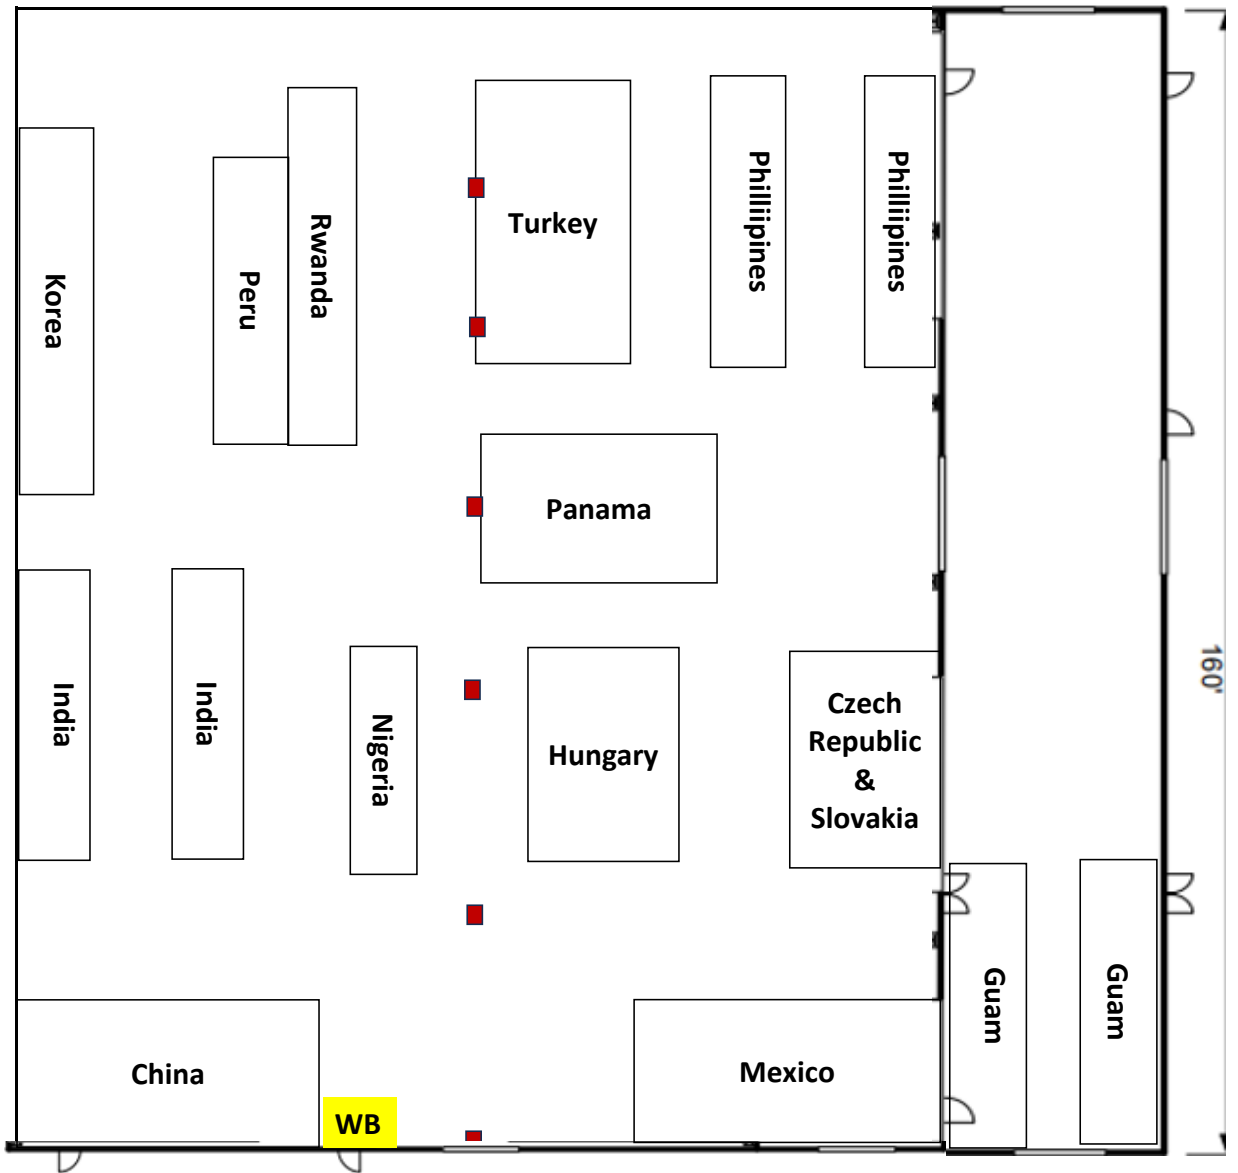 Turkey
Phillipines
Phillipines
Rwanda
Peru
Korea
Panama
160'
India
India
Nigeria
Hungary
Czech
Republic
&
Slovakia
Guam
Guam
China
Mexico
WB